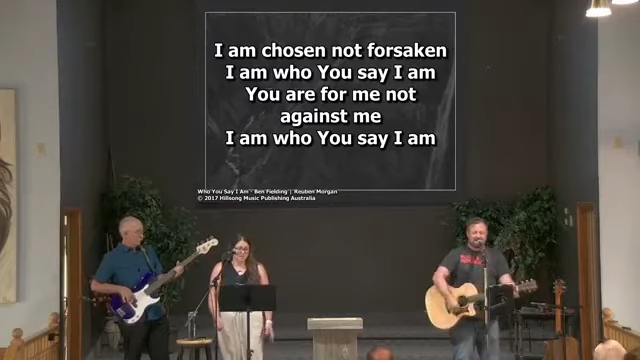 I am chosen not forsaken
I am who You say I am
You are for me not
against me
I am who You say I am
Who You Say I Am - Ben Fielding | Reuben Morgan
© 2017 Hillsong Music Publishing Australia